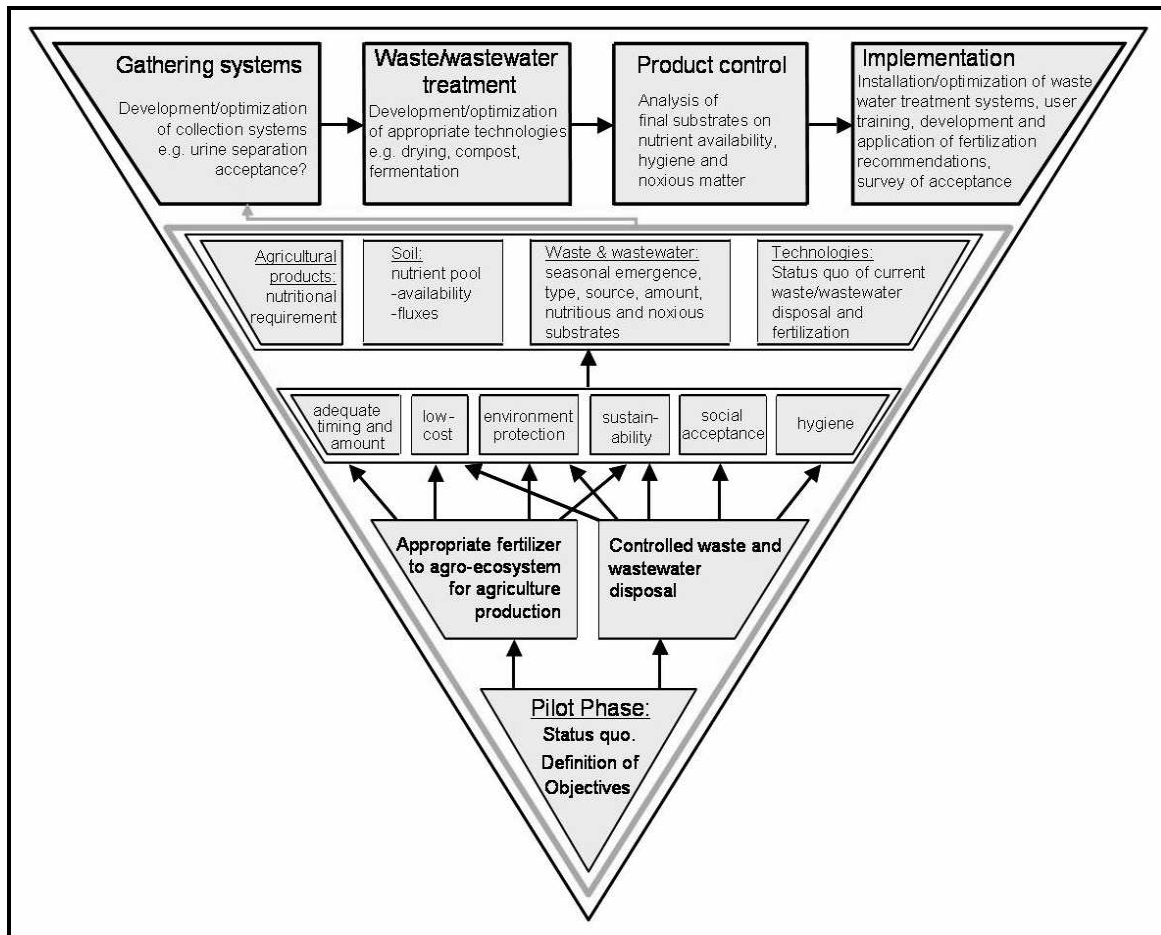 Gathering systems
Development/optimization
of collection systems
e.g. urine separation
acceptance?
Waste/wastewater
treatment
Development/optimization
of appropriate technologies
e.g. drying, compost,
fermentation
Product control
Analysis of
final substrates on
nutrient availability,
hygiene and
noxious matter
Implementation
Installation/optimization of waste
water treatment systems, user
training, development and
application of fertilization
recommendations,
survey of acceptance
Agricultural
products:
nutritional
requirement
Soil:
nutrient pool
-availability
-fluxes
Waste & wastewater:
seasonal emergence,
type, source, amount,
nutritious and noxious
substrates
Technologies:
Status quo of current
waste/wastewater
disposal and
fertilization
adequate
timing and
amount
low-
cost
environment
protection
sustain-
ability
social
acceptance
hygiene
Appropriate fertilizer
to agro-ecosystem
for agriculture
production
Controlled waste and
wastewater
disposal
Pilot Phase:
Status quo.
Definition of
Objectives